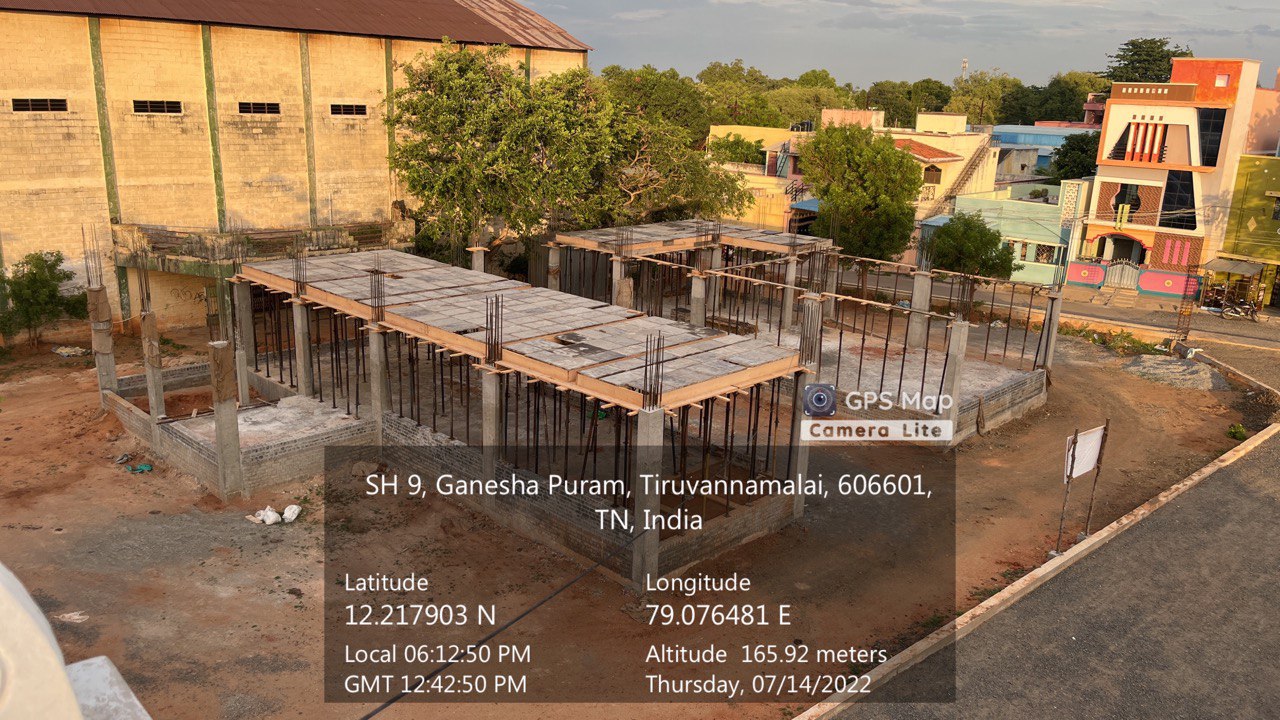 GPS Map
Camera Lite
SH 9, Ganesha Puram, Tiruvannamalai, 606601,
TN, India
Latitude
12.217903 N
Longitude
79.076481 E
Local 06:12:50 PM
GMT 12:42:50 PM
Altitude 165.92 meters
Thursday, 07/14/2022